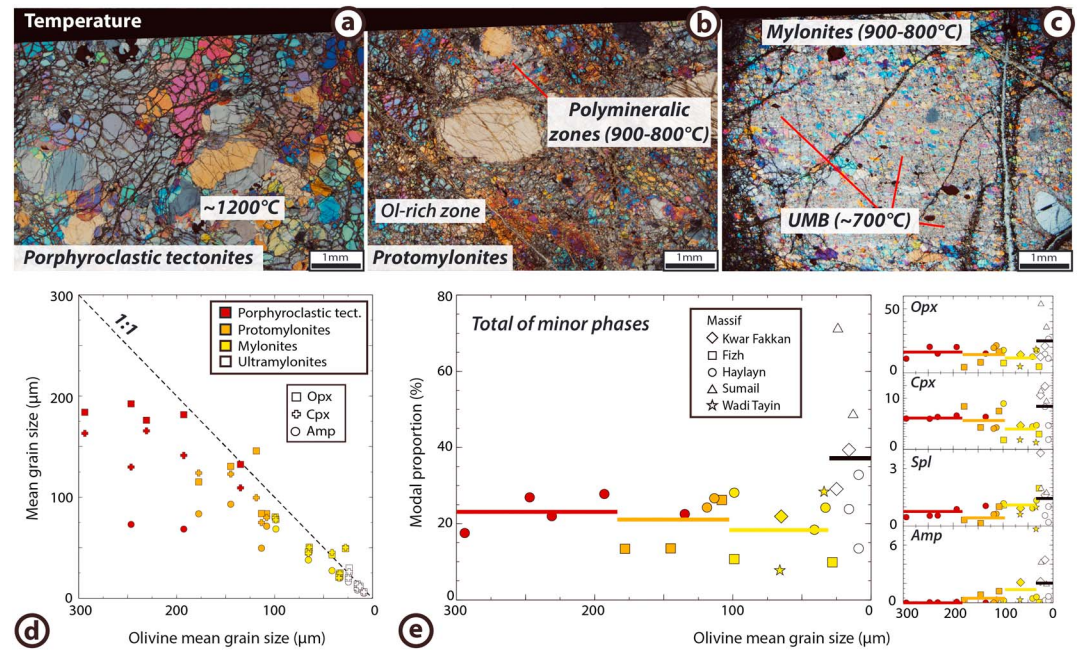 Temperature
a
b
c
Mylonites (900-800°C)
Polymineralic
zones (900-800°C)
~1200°C
Ol-rich zone
UMB (~700°C)
Porphyroclastic tectonites
1mm
Protomylonites
1mm
1mm
300
200
100
0
Mean grain size (μm)
1:1
Porphyroclastic tect.
Protomylonites
Mylonites
Ultramylonites
Opx
Cpx
Amp
300
200
100
0
Olivine mean grain size (μm)
d
80
60
40
20
0
Modal proportion (%)
Total of minor phases
Massif
Kwar Fakkan
Fizh
Haylayn
Sumail
Wadi Tayin
300
200
100
0
Olivine mean grain size (μm)
e
Opx
50
0
Cpx
10
0
Spl
3
0
Amp
6
0
300
200
100
0